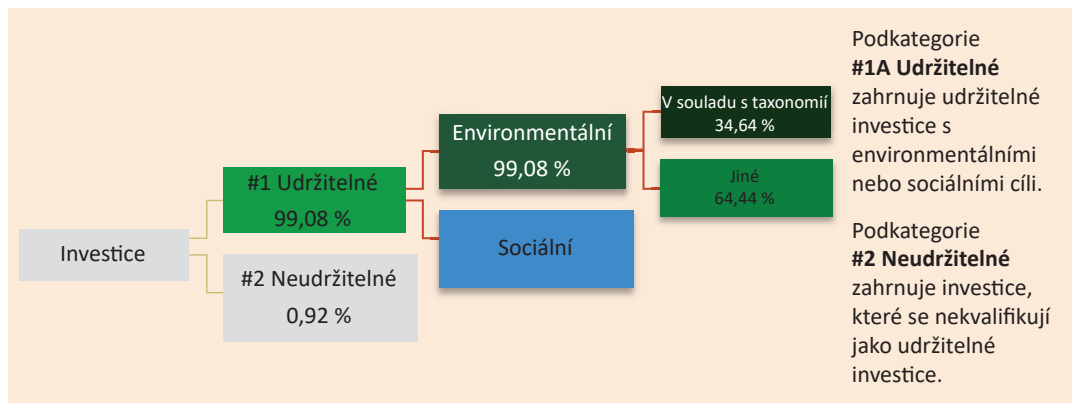 Investice
#1 Udržitelné
99,08 %
#2 Neudržitelné
0,92 %
Environmentální
99,08 %
Sociální
V souladu s taxonomií
34,64 %
Jiné
64,44 %
Podkategorie
#1A Udržitelné
zahrnuje udržitelné
investice s
environmentálními
nebo sociálními cíli.
Podkategorie
#2 Neudržitelné
zahrnuje investice,
které se nekvalifikují
jako udržitelné
investice.